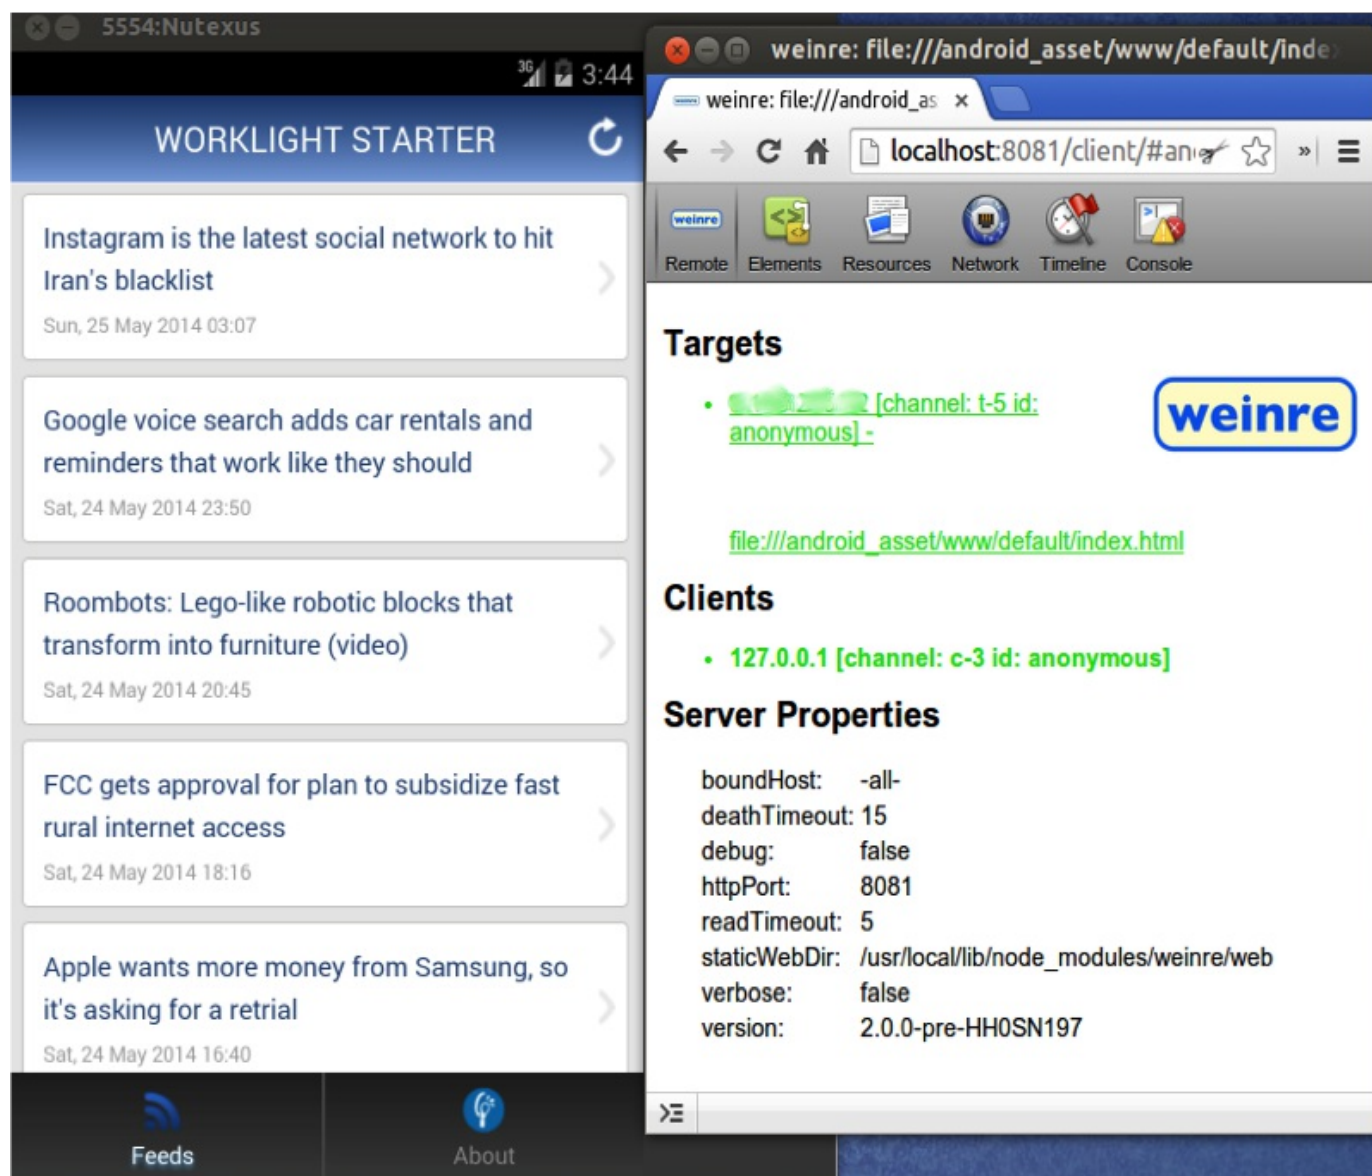 5554:Nutexus
3G 3:44
WORKLIGHT STARTER
Instagram is the latest social network to hit
Iran's blacklist
Sun, 25 May 2014 03:07
Google voice search adds car rentals and
reminders that work like they should
Sat, 24 May 2014 23:50
Roombots: Lego-like robotic blocks that
transform into furniture (video)
Sat, 24 May 2014 20:45
FCC gets approval for plan to subsidize fast
rural internet access
Sat, 24 May 2014 18:16
Apple wants more money from Samsung, so
it's asking for a retrial
Sat, 24 May 2014 16:40
Feeds
About
weinre: file:///android_asset/www/default/inde
weinre: file:///android_as
localhost:8081/client/#an
weinre
Remote Elements Resources Network Timeline Console
Targets
[channel: t-5 id:
anonymous] -
weinre
file:///android_asset/www/default/index.html
Clients
• 127.0.0.1 [channel: c-3 id: anonymous]
Server Properties
boundHost: -all-
deathTimeout: 15
debug: false
httpPort: 8081
readTimeout: 5
staticWebDir: /usr/local/lib/node_modules/weinre/web
verbose: false
version: 2.0.0-pre-HH0SN197